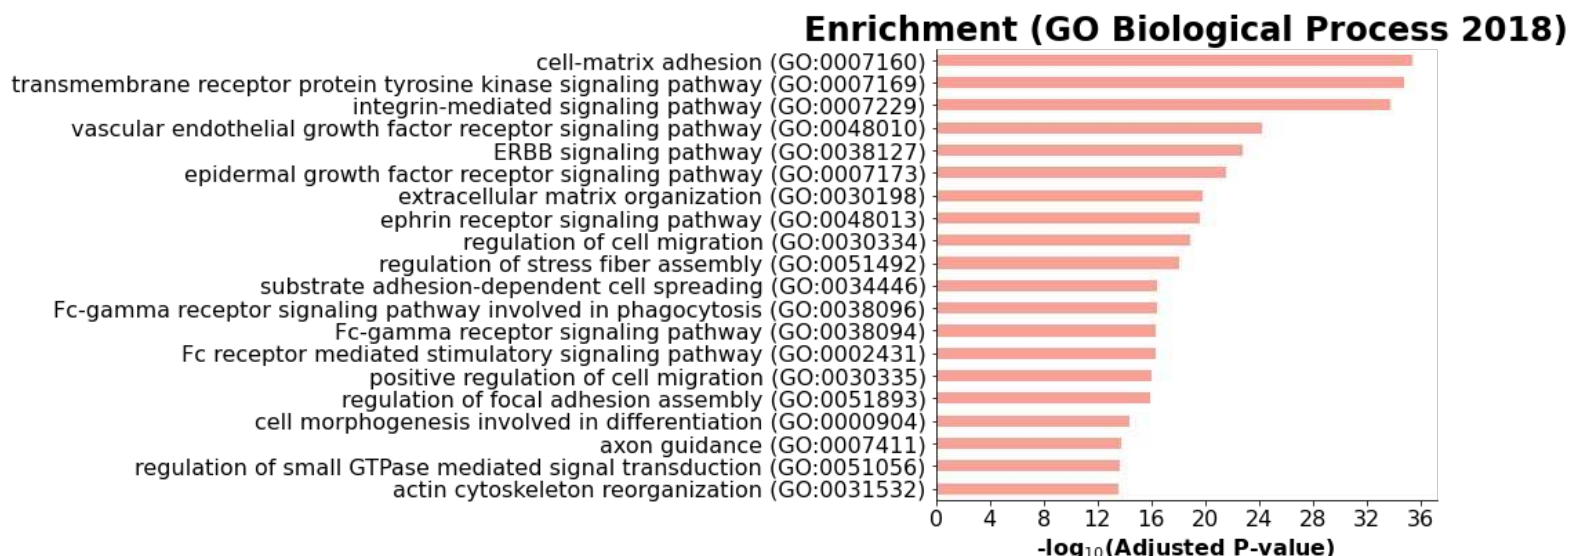 Enrichment (GO Biological Process 2018)
cell-matrix adhesion (GO:0007160)
transmembrane receptor protein tyrosine kinase signaling pathway (GO:0007169)
integrin-mediated signaling pathway (GO:0007229)
vascular endothelial growth factor receptor signaling pathway (GO:0048010)
ERBB signaling pathway (GO:0038127)
epidermal growth factor receptor signaling pathway (GO:0007173)
extracellular matrix organization (GO:0030198)
ephrin receptor signaling pathway (GO:0048013)
regulation of cell migration (GO:0030334)
regulation of stress fiber assembly (GO:0051492)
substrate adhesion-dependent cell spreading (GO:0034446)
Fc-gamma receptor signaling pathway involved in phagocytosis (GO:0038096)
Fc-gamma receptor signaling pathway (GO:0038094)
Fc receptor mediated stimulatory signaling pathway (GO:0002431)
positive regulation of cell migration (GO:0030335)
regulation of focal adhesion assembly (GO:0051893)
cell morphogenesis involved in differentiation (GO:0000904)
axon guidance (GO:0007411)
regulation of small GTPase mediated signal transduction (GO:0051056)
actin cytoskeleton reorganization (GO:0031532)
0 4 8 12 16 20 24 28 32 36
-log₁₀(Adjusted P-value)